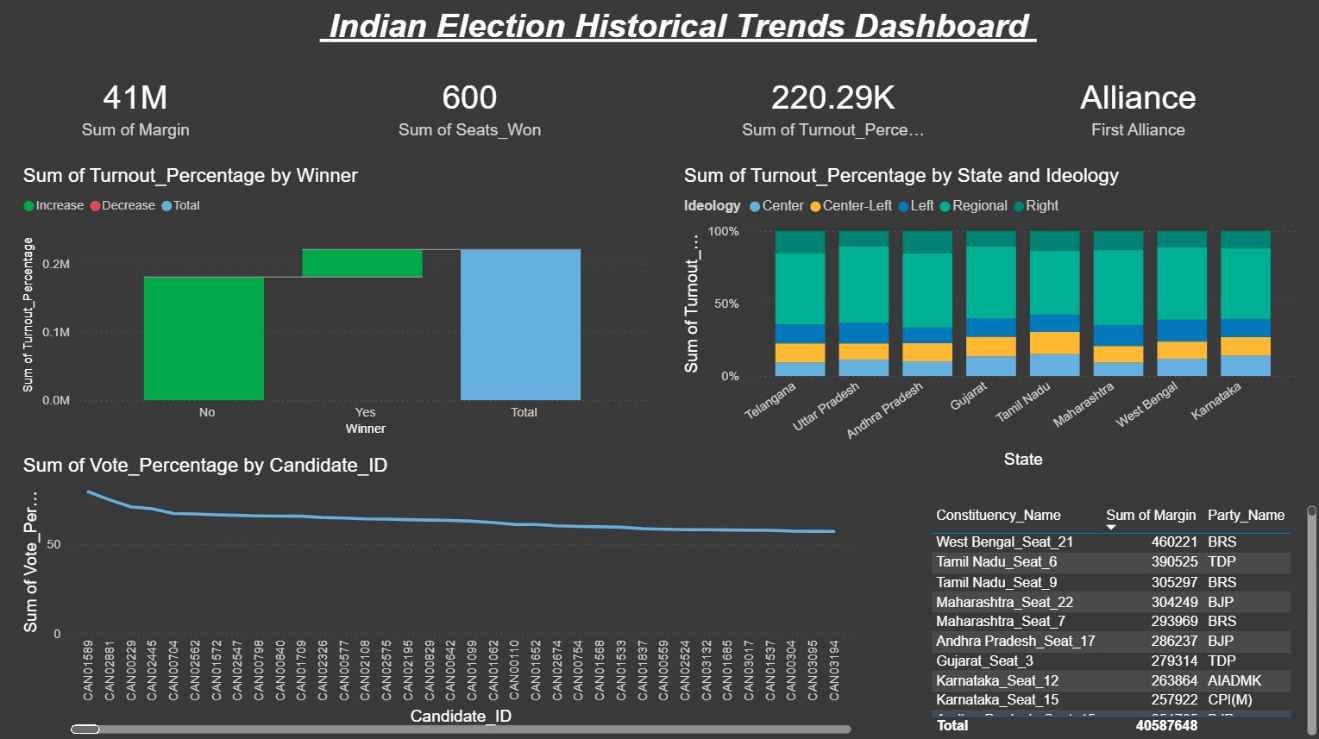 Indian Election Historical Trends Dashboard
41M
Sum of Margin
600
Sum of Seats_Won
220.29K
Sum of Turnout_Perce…
Alliance
First Alliance
Sum of Turnout_Percentage by Winner
Increase Decrease Total
Sum of Turnout_Percentage
0.2M
0.1M
0.0M
No Yes Total
Winner
Sum of Turnout_Percentage by State and Ideology
Ideology Center Center-Left Left Regional Right
Sum of Turnout_…
100%
50%
0%
Telangana Uttar Pradesh Andhra Pradesh Gujarat Tamil Nadu Maharashtra West Bengal Karnataka
State
Sum of Vote_Percentage by Candidate_ID
Sum of Vote_Per…
50
0
CAN01589 CAN02881 CAN00229 CAN02445 CAN00704 CAN02562 CAN01572 CAN02547 CAN00798 CAN00840 CAN01709 CAN02326 CAN00577 CAN02108 CAN02575 CAN02195 CAN00829 CAN00642 CAN01099 CAN01062 CAN00110 CAN01652 CAN02874 CAN00754 CAN01568 CAN01533 CAN01837 CAN00559 CAN02524 CAN03132 CAN01685 CAN03017 CAN01537 CAN00304 CAN03095 CAN03194
Candidate_ID
Constituency_Name Sum of Margin Party_Name
West Bengal_Seat_21 460221 BRS
Tamil Nadu_Seat_6 390525 TDP
Tamil Nadu_Seat_9 305297 BRS
Maharashtra_Seat_22 304249 BJP
Maharashtra_Seat_7 293969 BRS
Andhra Pradesh_Seat_17 286237 BJP
Gujarat_Seat_3 279314 TDP
Karnataka_Seat_12 263864 AIADMK
Karnataka_Seat_15 257922 CPI(M)
Total 40587648